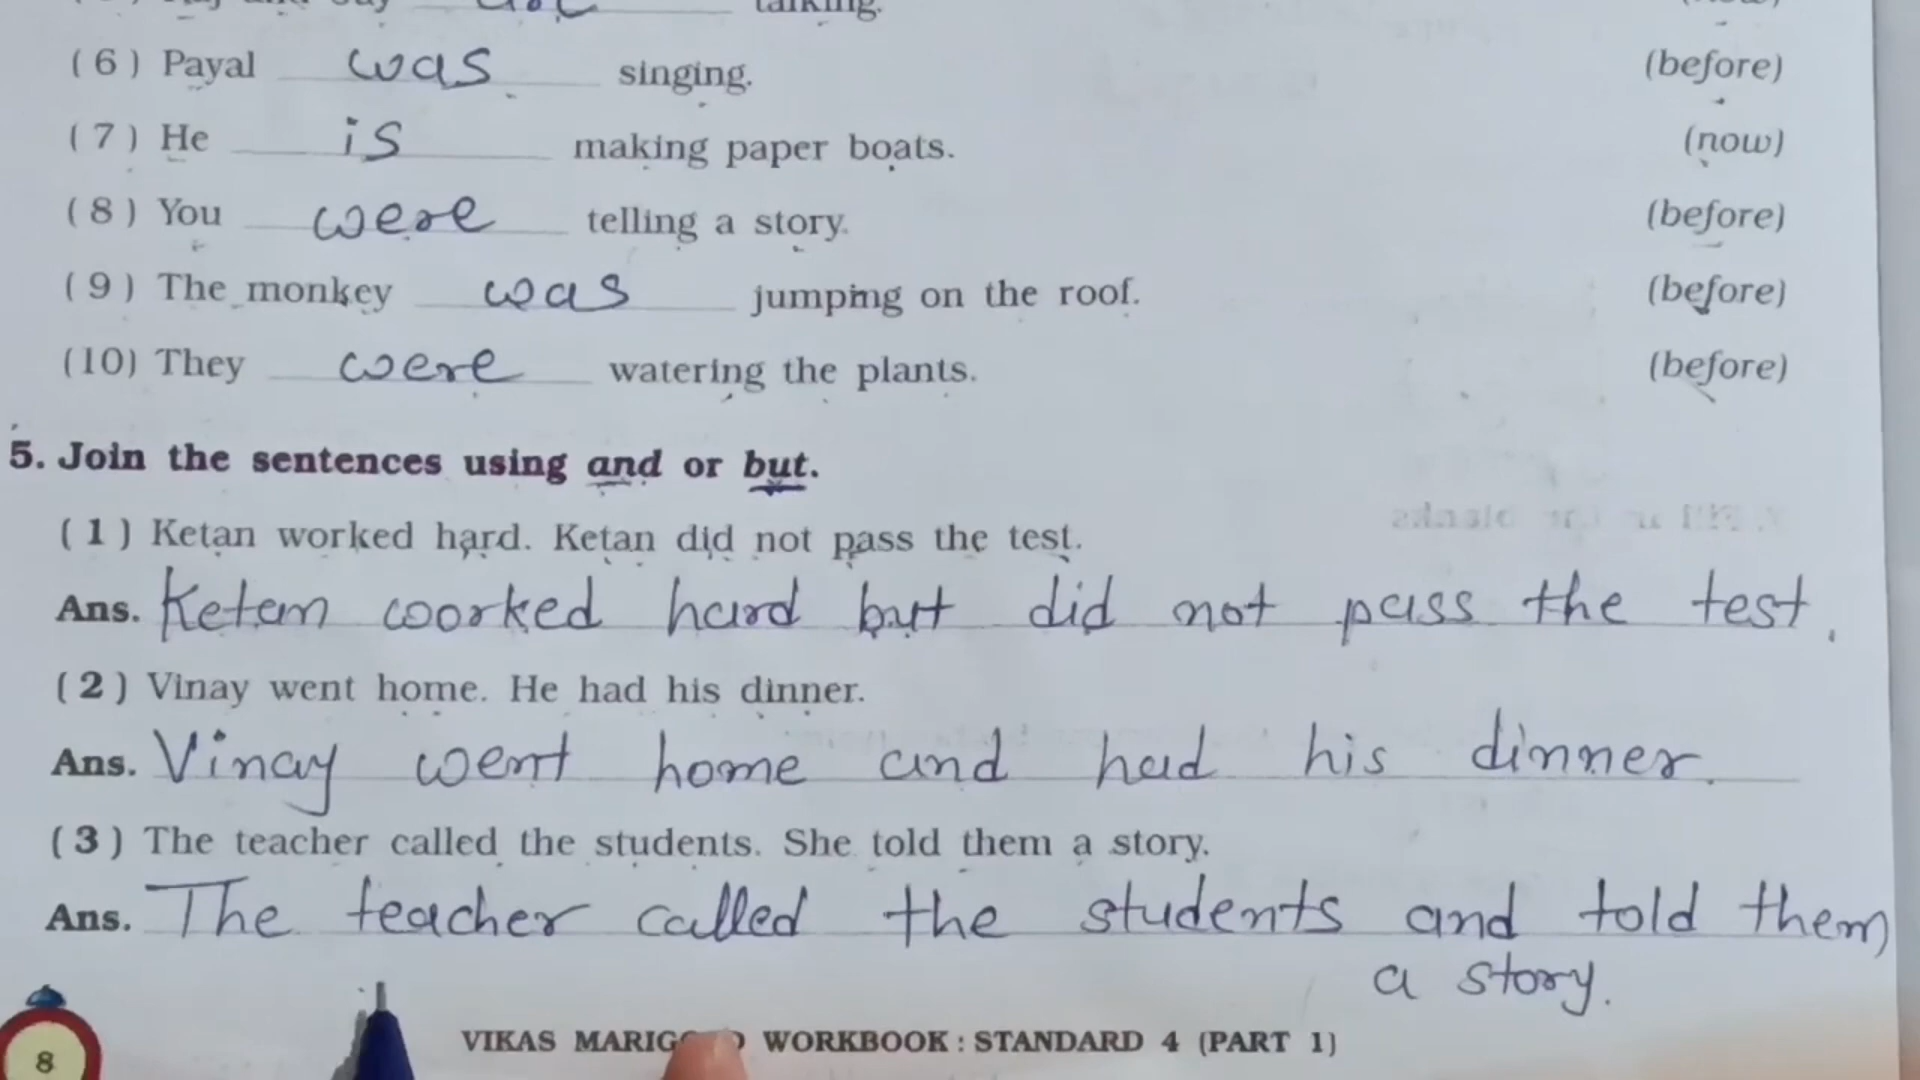 talking.
(6) Payal was singing. (before)
(7) He is making paper boats. (now)
(8) You were telling a story. (before)
(9) The monkey was jumping on the roof. (before)
(10) They were watering the plants. (before)
5. Join the sentences using and or but.
(1) Ketan worked hard. Ketan did not pass the test.
Ans. Ketan worked hard but did not pass the test.
(2) Vinay went home. He had his dinner.
Ans. Vinay went home and had his dinner.
(3) The teacher called the students. She told them a story.
Ans. The teacher called the students and told them
a story.
8 VIKAS MARIGOLD WORKBOOK : STANDARD 4 (PART 1)